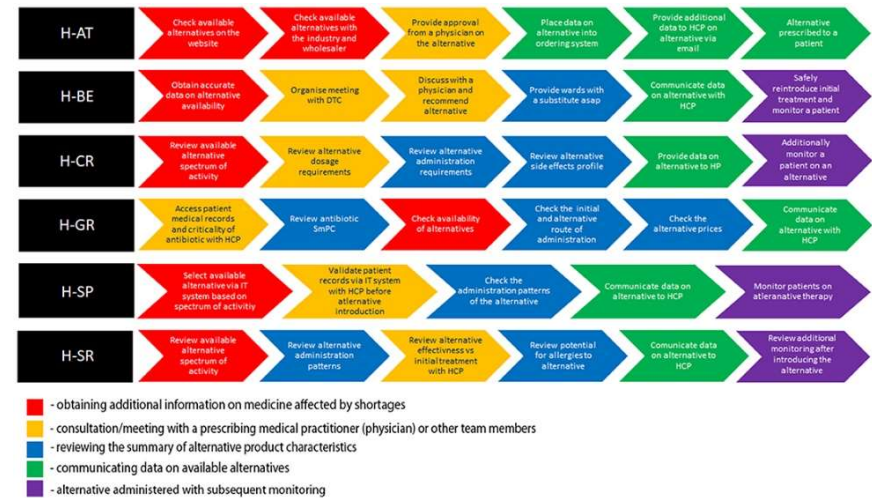 H-AT
Check available
alternatives on the
website
Check available
alternatives with
the industry and
wholesaler
Provide approval
from a physician on
the alternative
Place data on
alternative into
ordering system
Provide additional
data to HCP on
alternative via
email
Alternative
prescribed to a
patient
H-BE
Obtain accurate
data on alternative
availability
Organise meeting
with DTC
Discuss with a
physician and
recommend
alternative
Provide wards with
a substitute asap
Communicate data
on alternative with
HCP
Safely
reintroduce initial
treatment and
monitor a patient
H-CR
Review available
alternative
spectrum of
activity
Review alternative
dosage
requirements
Review alternative
administration
requirements
Review alternative
side effects profile
Provide data on
alternative to HP
Additionally
monitor a
patient on an
alternative
H-GR
Access patient
medical records
and criticality of
antibiotic with HCP
Review antibiotic
SmPC
Check availability
of alternatives
Check the initial
and alternative
route of
administration
Check the
alternative prices
Communicate
data on
alternative with
HCP
H-SP
Select available
alternative via IT
system based on
spectrum of activitiy
Validate patient
records via IT system
with HCP before
atlernative
introduction
Check the
administration patterns
of the alternative
Communicate data on
alternative to HCP
Monitor patients on
atleranative therapy
H-SR
Review available
alternative
spectrum of
activity
Review alternative
administration
patterns
Review alternative
effectivness vs
initial treatment
with HCP
Review potential
for allergies to
alternative
Comunicate data
on alternative to
HCP
Review additional
monitoring after
introducing the
alternative
- obtaining additional information on medicine affected by shortages
- consultation/meeting with a prescribing medical practitioner (physician) or other team members
- reviewing the summary of alternative product characteristics
- communicating data on available alternatives
- alternative administered with subsequent monitoring